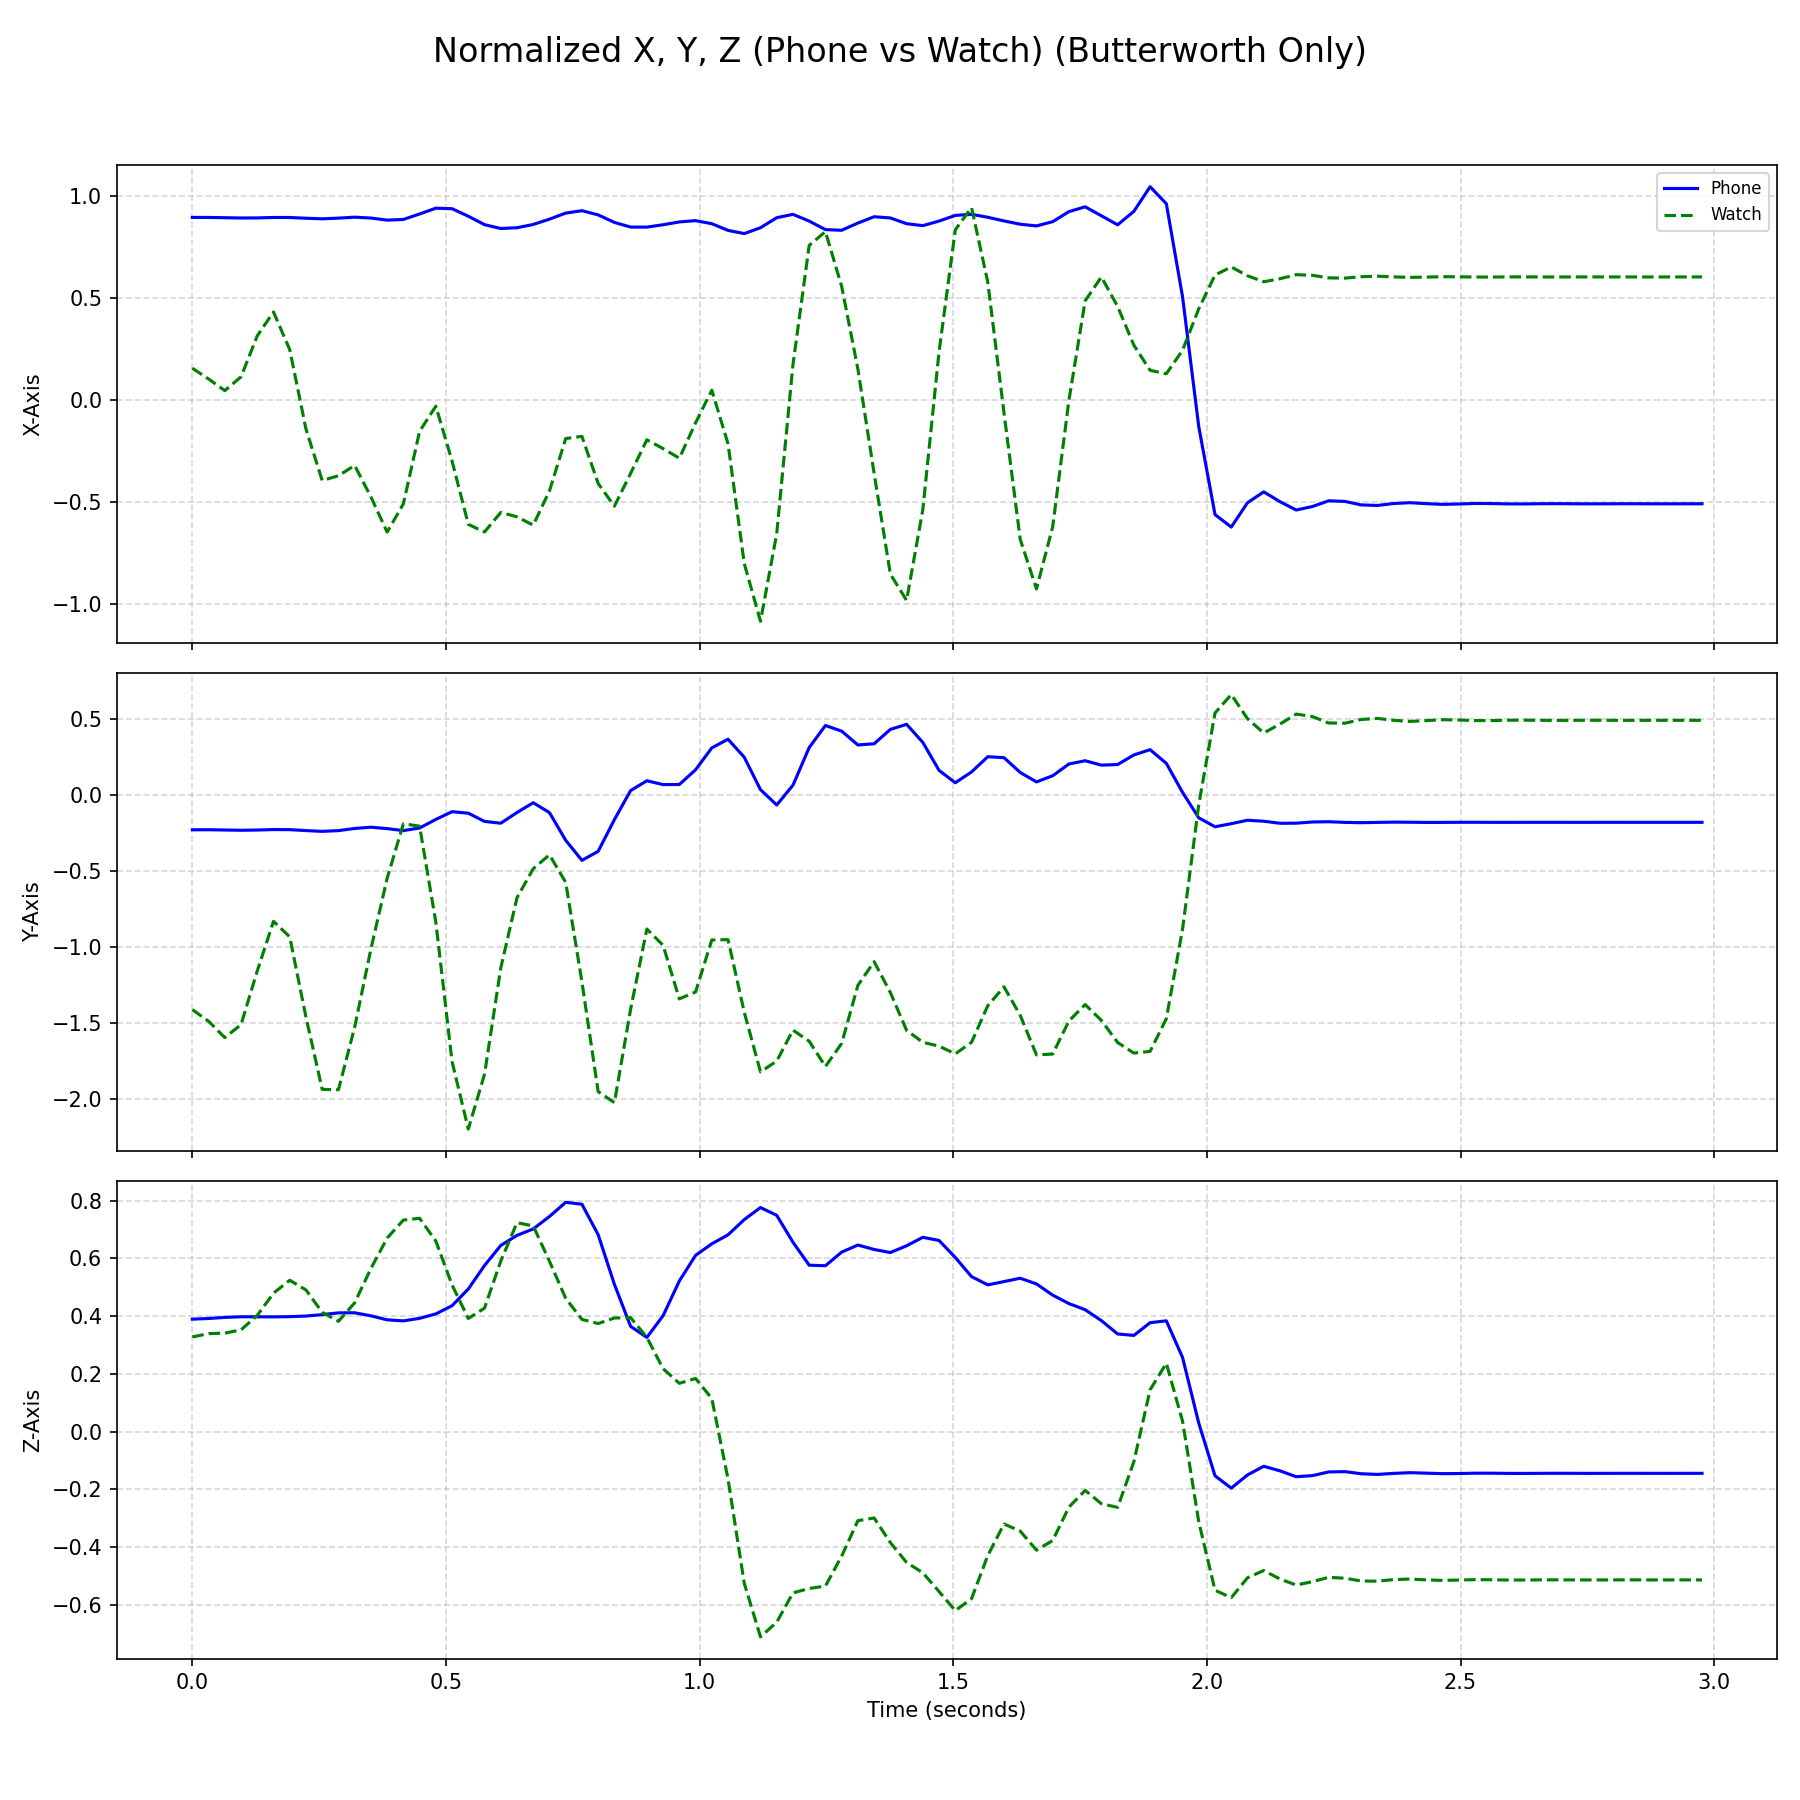 Normalized X, Y, Z (Phone vs Watch) (Butterworth Only)
Phone
Watch
1.0
0.5
0.0
−0.5
−1.0
X-Axis
0.5
0.0
−0.5
−1.0
−1.5
−2.0
Y-Axis
0.8
0.6
0.4
0.2
0.0
−0.2
−0.4
−0.6
Z-Axis
0.0 0.5 1.0 1.5 2.0 2.5 3.0
Time (seconds)